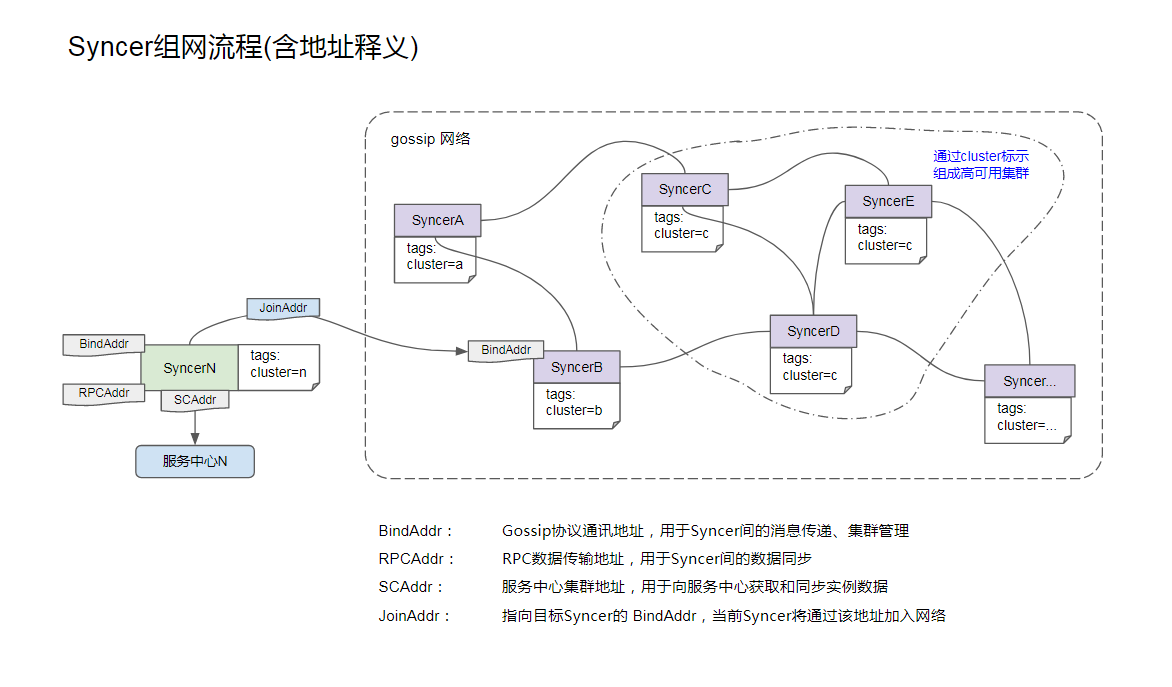 Syncer组网流程(含地址释义)
gossip 网络
通过cluster标示
组成高可用集群
SyncerC
tags:
cluster=c
SyncerE
tags:
cluster=c
SyncerA
tags:
cluster=a
JoinAddr
BindAddr
SyncerN
tags:
cluster=n
RPCAddr
SCAddr
服务中心N
BindAddr
SyncerB
tags:
cluster=b
SyncerD
tags:
cluster=c
Syncer...
tags:
cluster=...
BindAddr： Gossip协议通讯地址，用于Syncer间的消息传递、集群管理
RPCAddr： RPC数据传输地址，用于Syncer间的数据同步
SCAddr： 服务中心集群地址，用于向服务中心获取和同步实例数据
JoinAddr： 指向目标Syncer的 BindAddr，当前Syncer将通过该地址加入网络